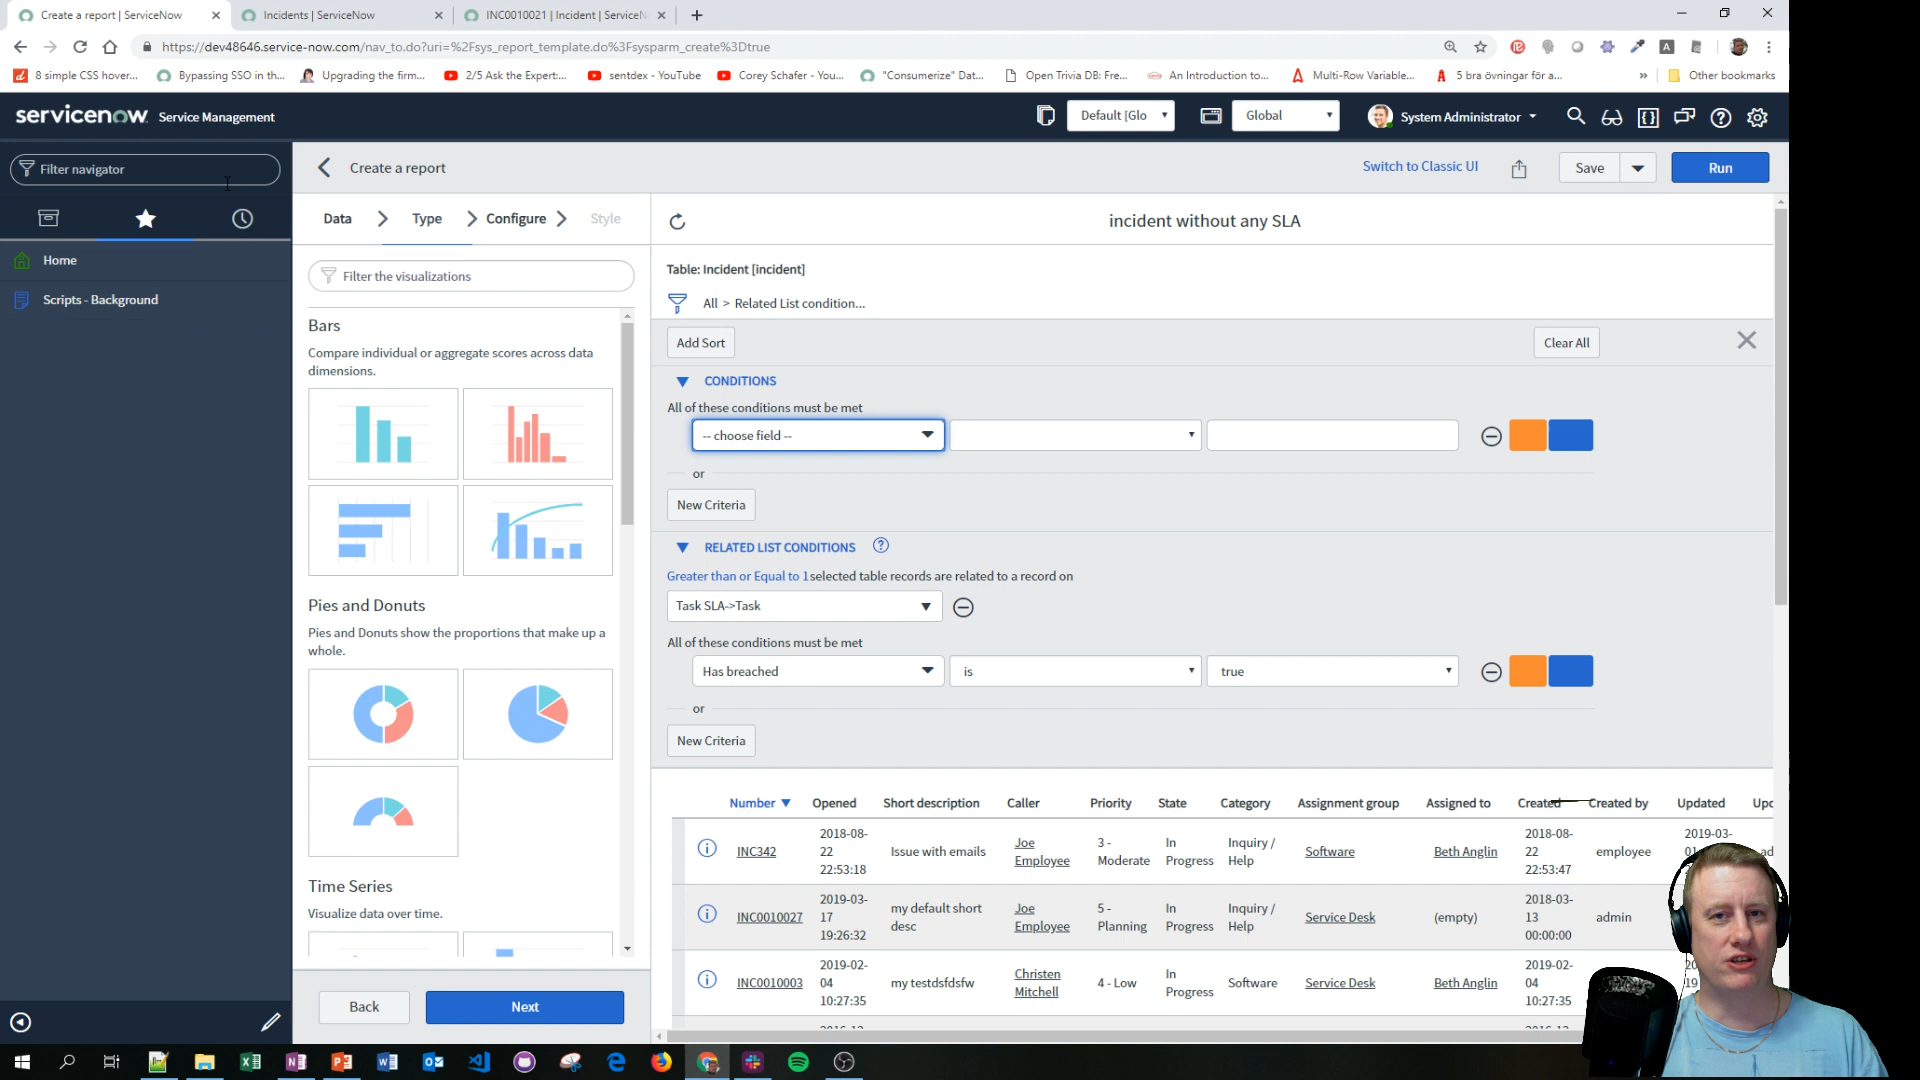 Create a report | ServiceNow
Incidents | ServiceNow
INC0010021 | Incident | ServiceN
https://dev48646.service-now.com/nav_to.do?uri=%2Fsys_report_template.do%3Fsysparm_create%3Dtrue
8 simple CSS hover...
Bypassing SSO in th...
Upgrading the firm...
2/5 Ask the Expert:...
sentdex - YouTube
Corey Schafer - You...
"Consumerize" Dat...
Open Trivia DB: Fre...
An Introduction to...
Multi-Row Variable...
5 bra övningar för a...
»
Other bookmarks
servicenow Service Management
Default |Glo
Global
System Administrator
Filter navigator
Home
Scripts - Background
Create a report
Switch to Classic UI
Save
Run
Data
Type
Configure
Style
Filter the visualizations
Bars
Compare individual or aggregate scores across data
dimensions.
Pies and Donuts
Pies and Donuts show the proportions that make up a
whole.
Time Series
Visualize data over time.
Back
Next
incident without any SLA
Table: Incident [incident]
All > Related List condition...
Add Sort
Clear All
CONDITIONS
All of these conditions must be met
-- choose field --
or
New Criteria
RELATED LIST CONDITIONS
Greater than or Equal to 1selected table records are related to a record on
Task SLA->Task
All of these conditions must be met
Has breached
is
true
or
New Criteria
Number Opened Short description Caller Priority State Category Assignment group Assigned to Created Created by Updated Upd
INC342
2018-08-
22
22:53:18
Issue with emails
Joe
Employee
3 -
Moderate
In
Progress
Inquiry /
Help
Software
Beth Anglin
2018-08-
22
22:53:47
employee
2019-03-
01
ad
INC0010027
2019-03-
17
19:26:32
my default short
desc
Joe
Employee
5 -
Planning
In
Progress
Inquiry /
Help
Service Desk
(empty)
2018-03-
13
00:00:00
admin
INC0010003
2019-02-
04
10:27:35
my testdsfdsfw
Christen
Mitchell
4 - Low
In
Progress
Software
Service Desk
Beth Anglin
2019-02-
04
10:27:35